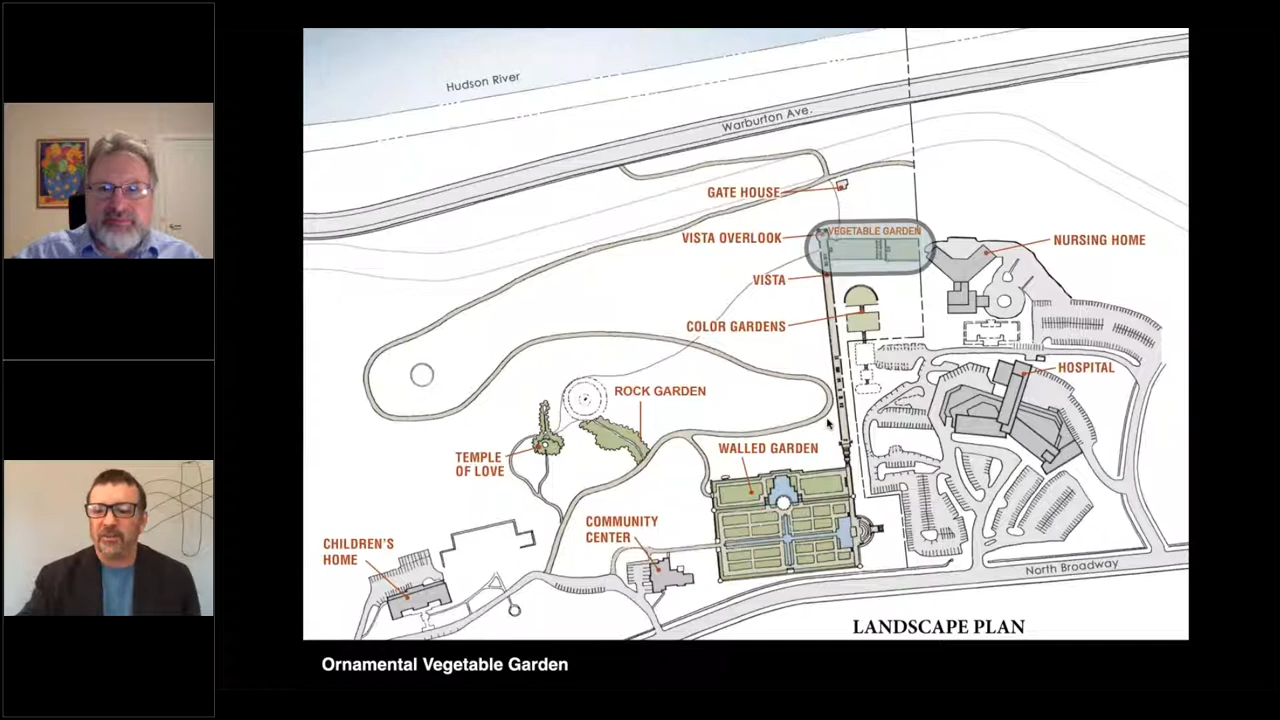 Hudson River
Warburton Ave.
GATE HOUSE
VEGETABLE GARDEN
VISTA OVERLOOK
NURSING HOME
VISTA
COLOR GARDENS
HOSPITAL
ROCK GARDEN
TEMPLE
OF LOVE
WALLED GARDEN
COMMUNITY
CENTER
CHILDREN'S
HOME
North Broadway
LANDSCAPE PLAN
Ornamental Vegetable Garden